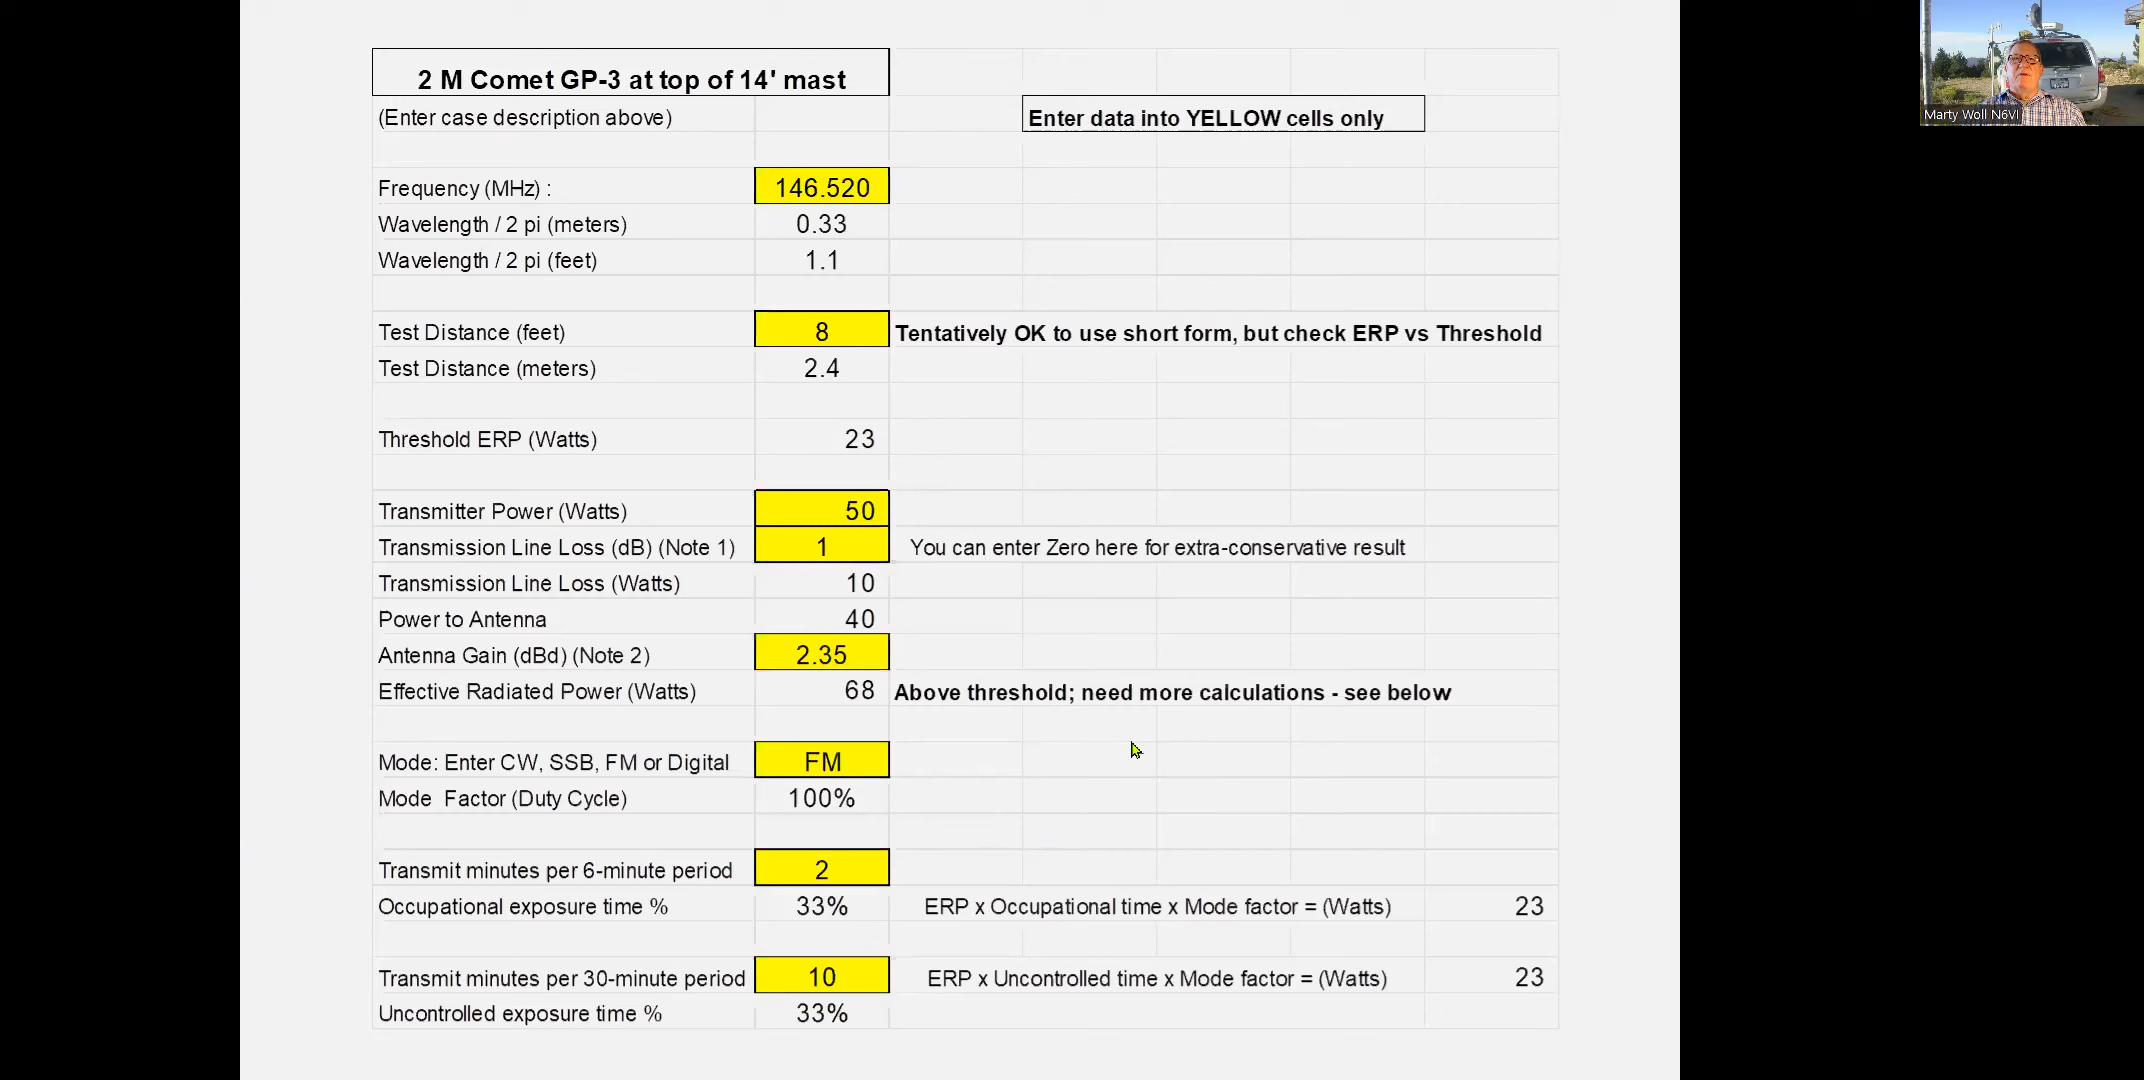 2 M Comet GP-3 at top of 14' mast
(Enter case description above)
Enter data into YELLOW cells only
Frequency (MHz) : 146.520
Wavelength / 2 pi (meters) 0.33
Wavelength / 2 pi (feet) 1.1
Test Distance (feet) 8 Tentatively OK to use short form, but check ERP vs Threshold
Test Distance (meters) 2.4
Threshold ERP (Watts) 23
Transmitter Power (Watts) 50
Transmission Line Loss (dB) (Note 1) 1 You can enter Zero here for extra-conservative result
Transmission Line Loss (Watts) 10
Power to Antenna 40
Antenna Gain (dBd) (Note 2) 2.35
Effective Radiated Power (Watts) 68 Above threshold; need more calculations - see below
Mode: Enter CW, SSB, FM or Digital FM
Mode Factor (Duty Cycle) 100%
Transmit minutes per 6-minute period 2
Occupational exposure time % 33% ERP x Occupational time x Mode factor = (Watts) 23
Transmit minutes per 30-minute period 10 ERP x Uncontrolled time x Mode factor = (Watts) 23
Uncontrolled exposure time % 33%
Marty Woll N6VI